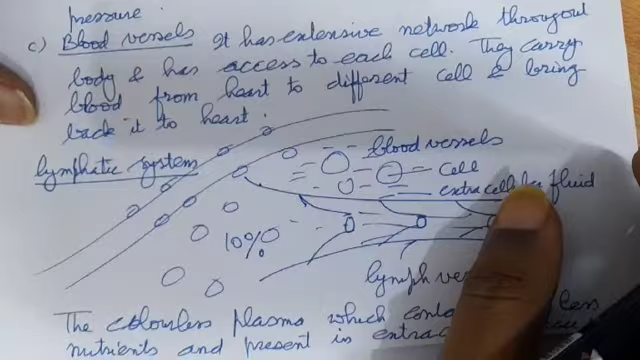 pressure.
c) Blood vessels It has extensive network througout
body & has access to each cell. They carry
blood from heart to different cell & bring
back it to heart.
lymphatic system
blood vessels
Cell
extracellular fluid
10%
lymph
The colourless plasma which
nutrients and present in